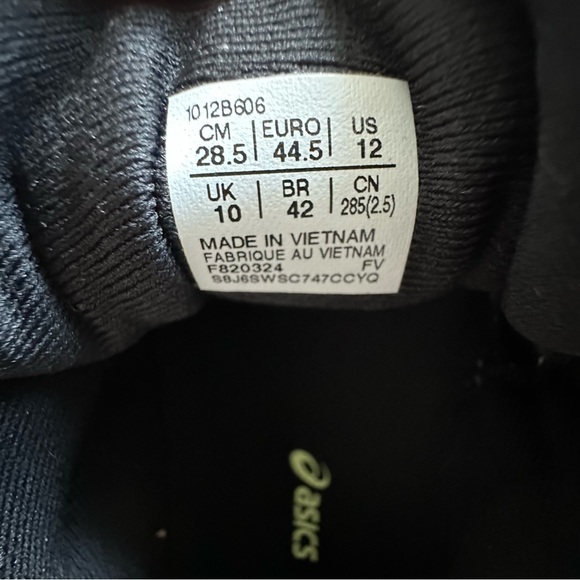 1012B606
CM | EURO | US
28.5 | 44.5 | 12
UK | BR | CN
10 | 42 | 285(2.5)
MADE IN VIETNAM
FABRIQUE AU VIETNAM
F820324 FV
S8J6SWSC747CCYQ
asics